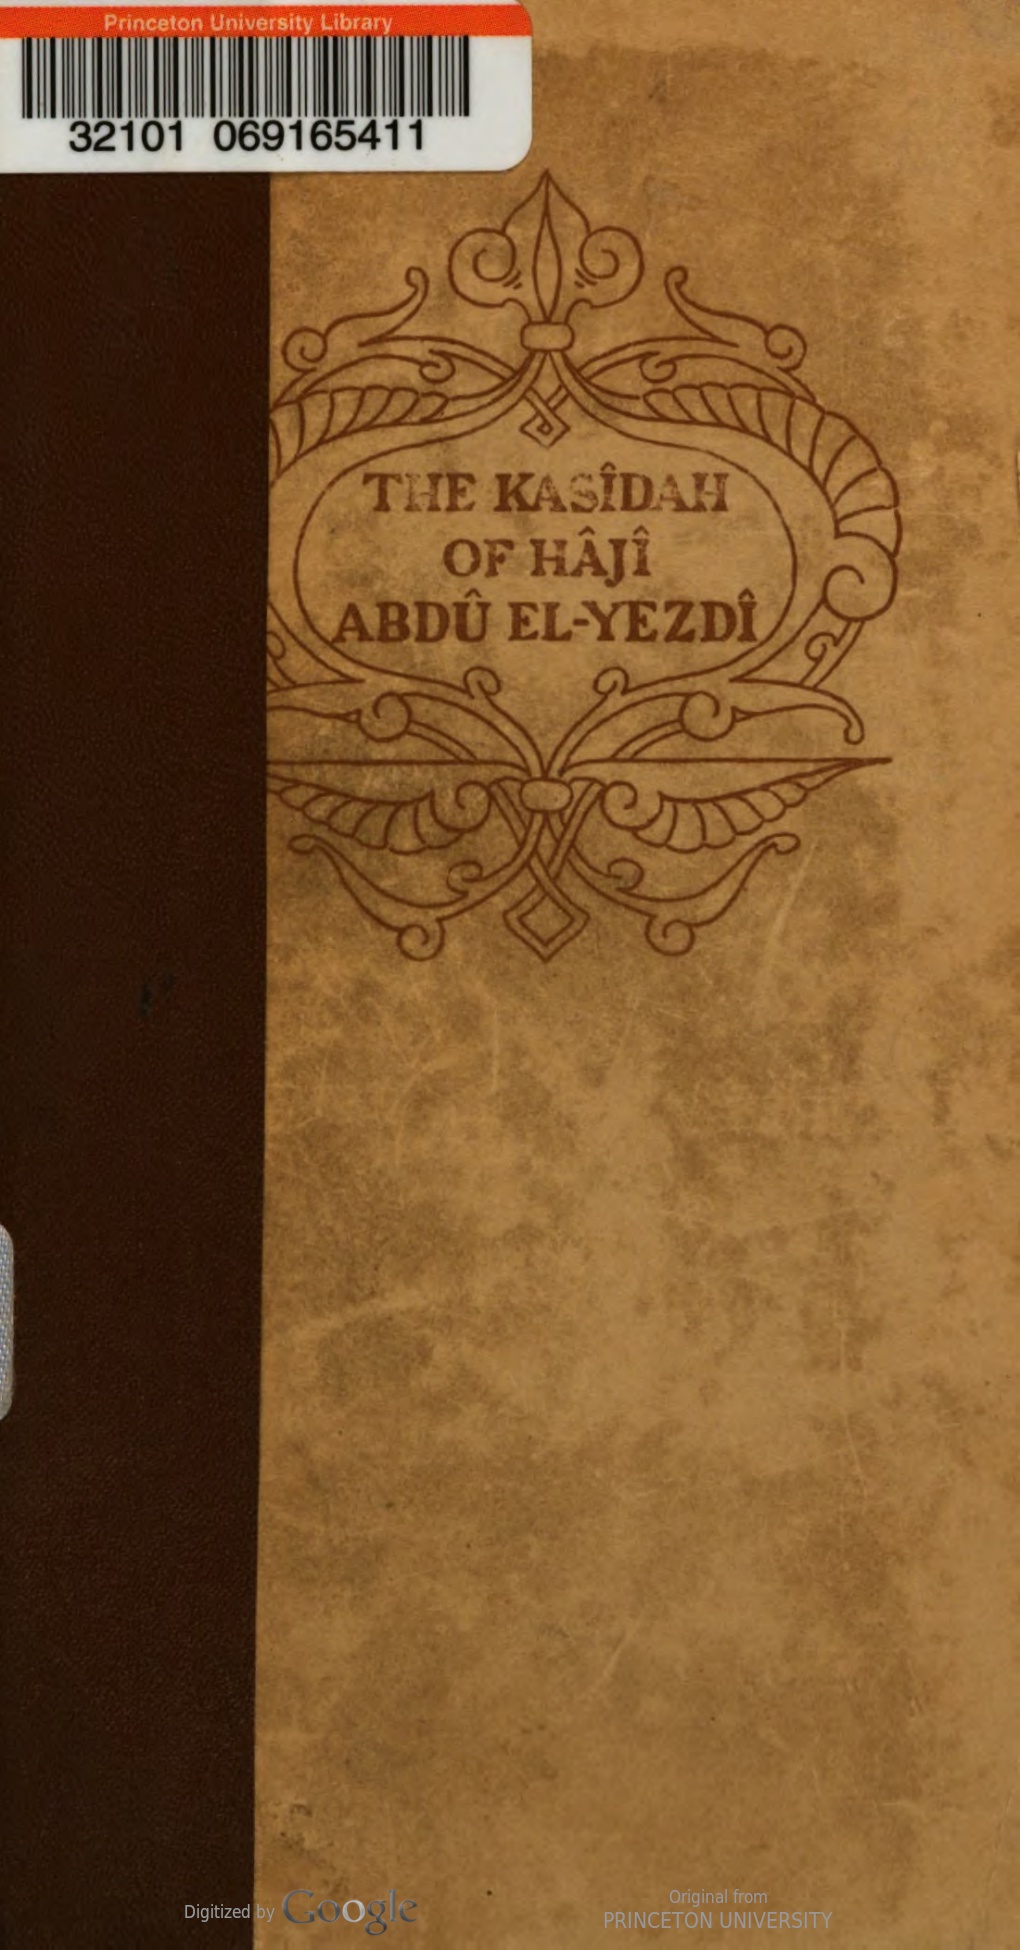 Princeton University Library
32101 069165411
THE KASÎDAH
OF HÂJÎ
ABDÛ EL-YEZDÎ
Digitized by Google
Original from
PRINCETON UNIVERSITY